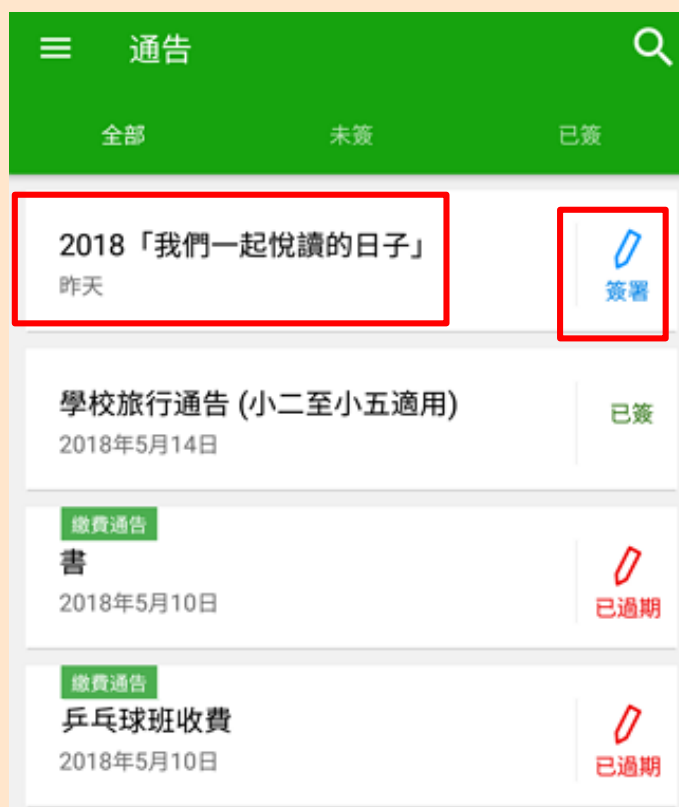 通告
全部 未簽 已簽
2018「我們一起悅讀的日子」
昨天
簽署
學校旅行通告 (小二至小五適用)
2018年5月14日
已簽
繳費通告
書
2018年5月10日
已過期
繳費通告
乒乓球班收費
2018年5月10日
已過期